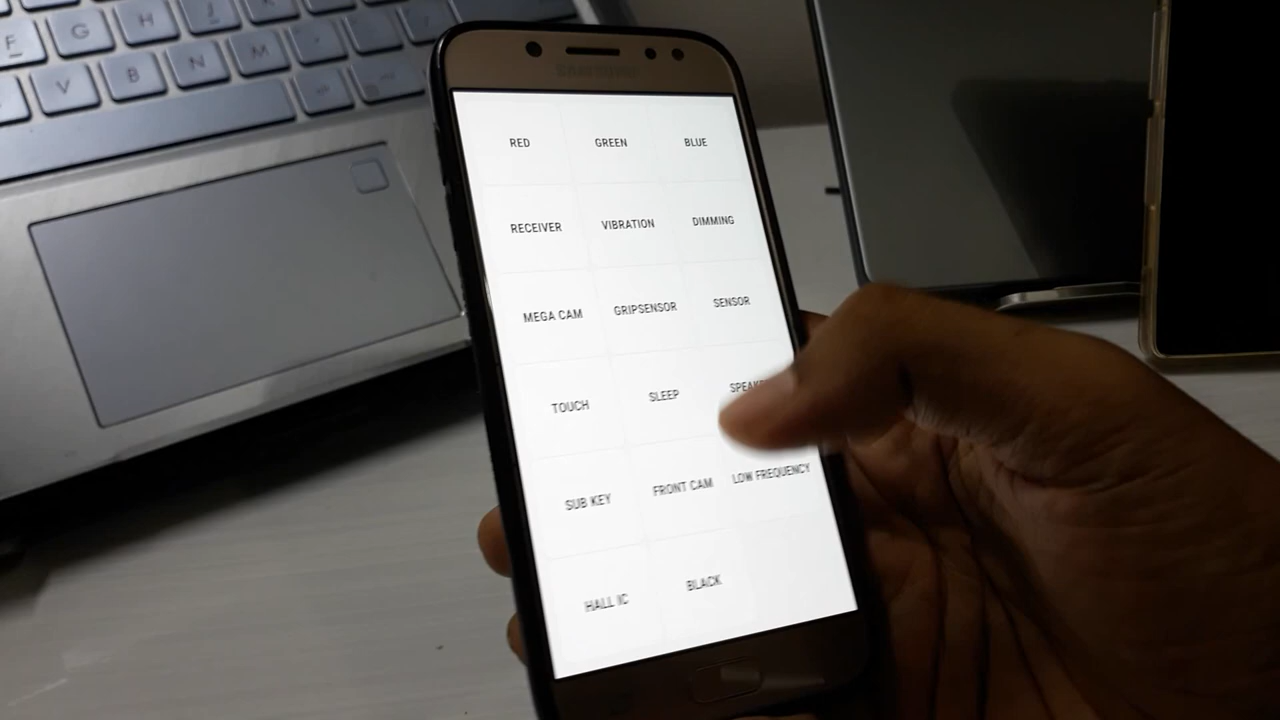 F G H J
V B N M
SAMSUNG
RED GREEN BLUE
RECEIVER VIBRATION DIMMING
MEGA CAM GRIPSENSOR SENSOR
TOUCH SLEEP
SUB KEY FRONT CAM LOW FREQUENCY
HALL IC BLACK